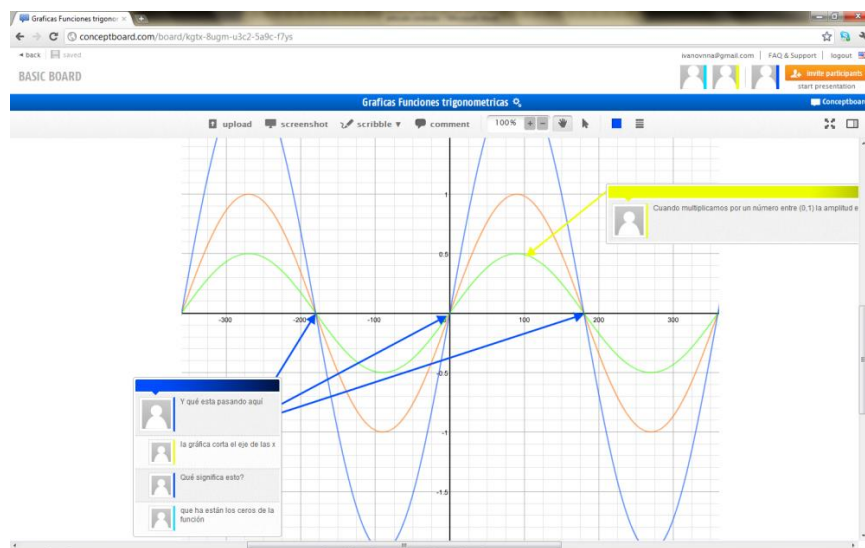 Graficas Funciones trigono
conceptboard.com/board/kgtx-8ugm-u3c2-5a9c-f7ys
back saved
ivanovnna@gmail.com | FAQ & Support | logout
BASIC BOARD
invite participants
start presentation
Graficas Funciones trigonometricas
Conceptboar
upload screenshot scribble comment 100% + -
1
0.5
-300 -200 -100 0 100 200 300
-0.5
-1
-1.5
Cuando multiplicamos por un número entre (0,1) la amplitud e
Y qué esta pasando aquí
la gráfica corta el eje de las x
Qué significa esto?
que ha están los ceros de la
función